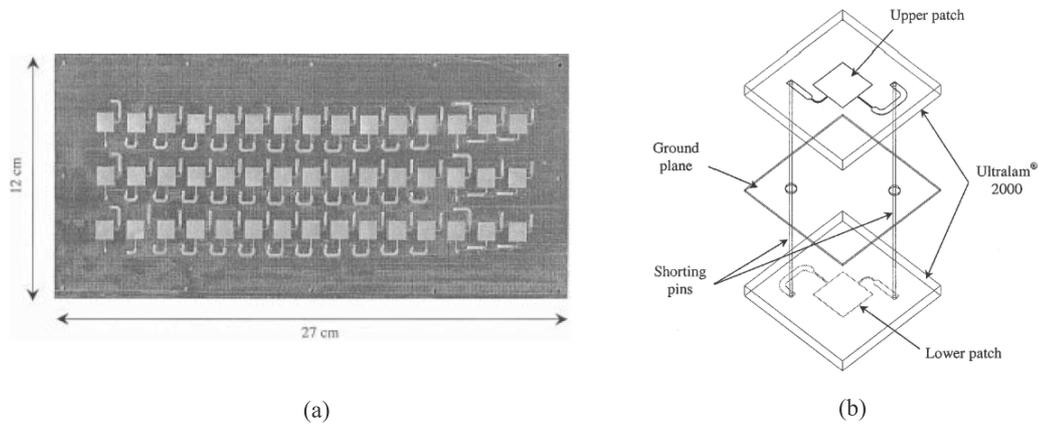 12 cm
27 cm
(a)
Upper patch
Ground
plane
Ultralam®
2000
Shorting
pins
Lower patch
(b)